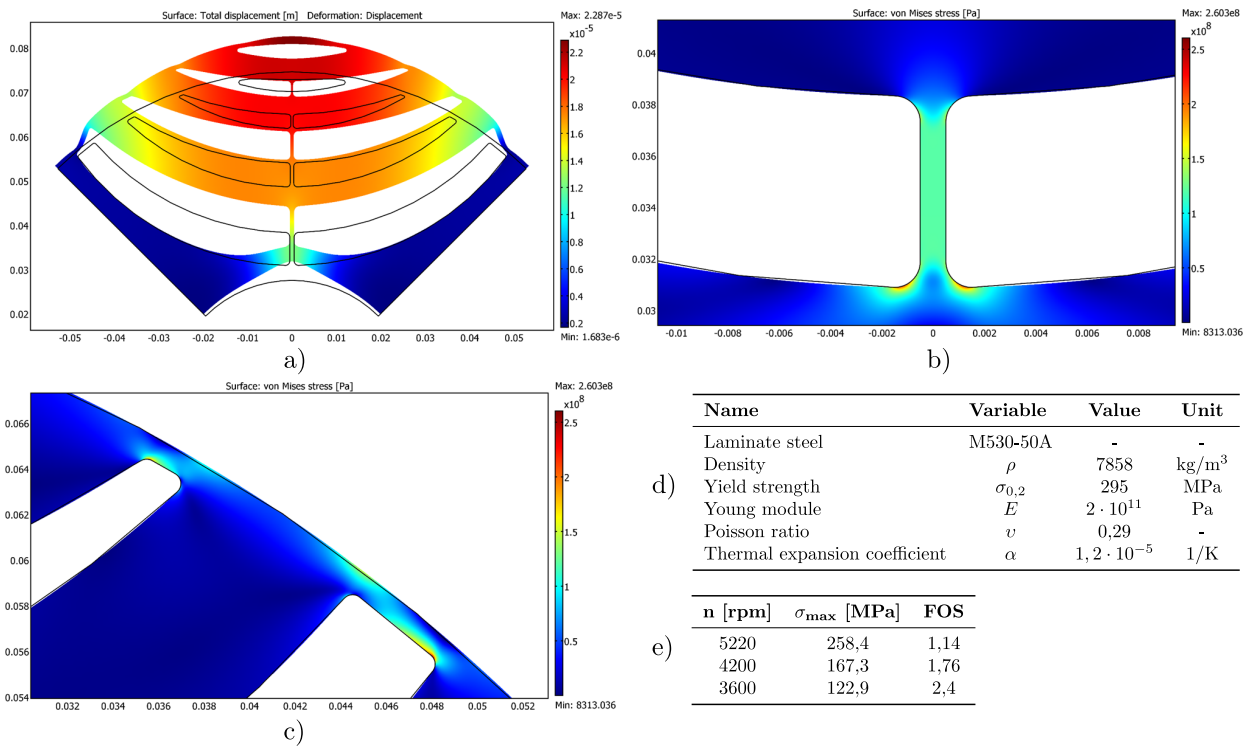 Surface: Total displacement [m] Deformation: Displacement
Max: 2.287e-5
x10⁻⁵
2.2
2
1.8
1.6
1.4
1.2
1
0.8
0.6
0.4
0.2
Min: 1.683e-6
0.08
0.07
0.06
0.05
0.04
0.03
0.02
-0.05 -0.04 -0.03 -0.02 -0.01 0 0.01 0.02 0.03 0.04 0.05
a)
Surface: von Mises stress [Pa]
Max: 2.603e8
x10⁸
2.5
2
1.5
1
0.5
Min: 8313.036
0.04
0.038
0.036
0.034
0.032
0.03
-0.01 -0.008 -0.006 -0.004 -0.002 0 0.002 0.004 0.006 0.008
b)
Surface: von Mises stress [Pa]
Max: 2.603e8
x10⁸
2.5
2
1.5
1
0.5
Min: 8313.036
0.066
0.064
0.062
0.06
0.058
0.056
0.054
0.032 0.034 0.036 0.038 0.04 0.042 0.044 0.046 0.048 0.05 0.052
c)
d)
Name Variable Value Unit
Laminate steel M530-50A - -
Density ρ 7858 kg/m³
Yield strength σ₀,₂ 295 MPa
Young module E 2 · 10¹¹ Pa
Poisson ratio υ 0,29 -
Thermal expansion coefficient α 1, 2 · 10⁻⁵ 1/K
e)
n [rpm] σmax [MPa] FOS
5220 258,4 1,14
4200 167,3 1,76
3600 122,9 2,4